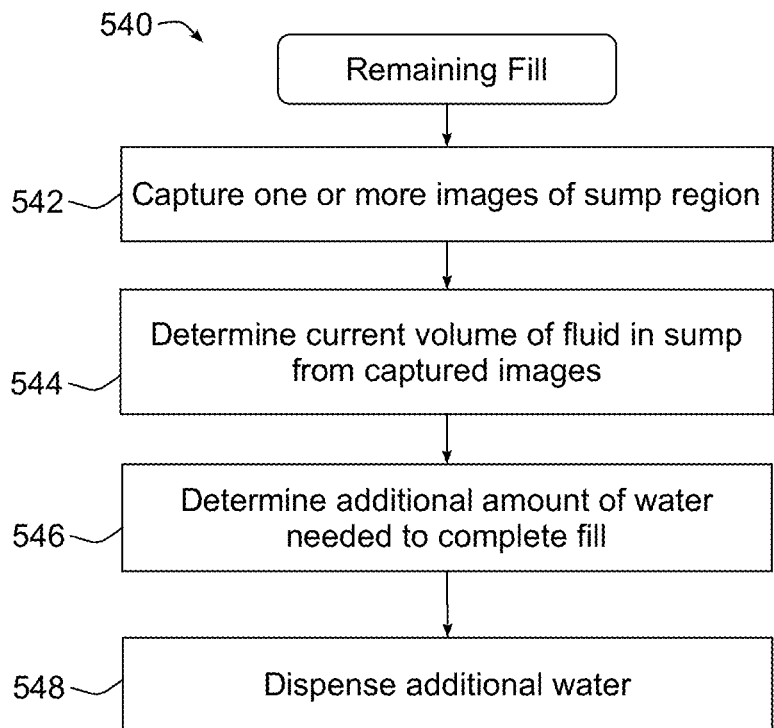 540
Remaining Fill
542
Capture one or more images of sump region
544
Determine current volume of fluid in sump
from captured images
546
Determine additional amount of water
needed to complete fill
548
Dispense additional water